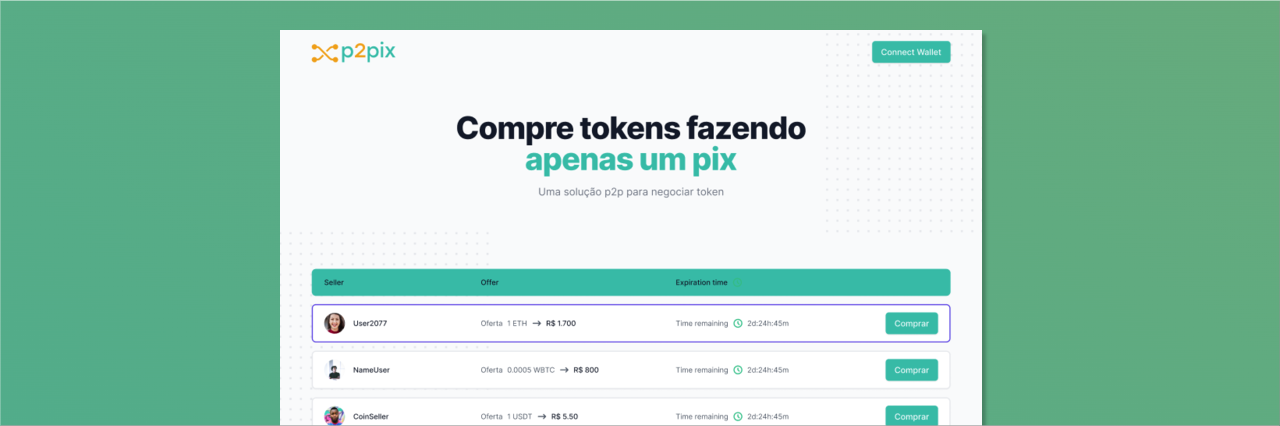 p2pix
Connect Wallet
Compre tokens fazendo
apenas um pix
Uma solução p2p para negociar token
Seller Offer Expiration time
User2077 Oferta 1 ETH → R$ 1.700 Time remaining 2d:24h:45m Comprar
NameUser Oferta 0.0005 WBTC → R$ 800 Time remaining 2d:24h:45m Comprar
CoinSeller Oferta 1 USDT → R$ 5.50 Time remaining 2d:24h:45m Comprar